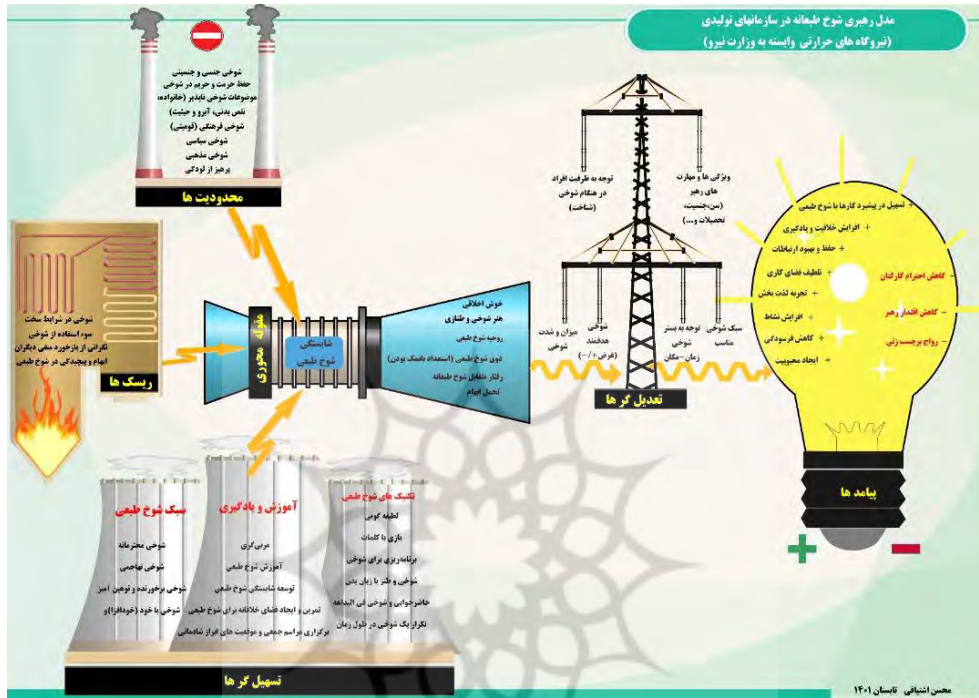 مدل رهبری شوخ طبعانه در سازمانهای تولیدی
(نیروگاه های حرارتی وابسته به وزارت نیرو)
شوخی جنسی و جنسیتی
حفظ حرمت و حریم در شوخی
موضوعات شوخی ناپذیر (خانواده،
نقص بدنی، آبرو و حیثیت)
شوخی فرهنگی (قومیتی)
شوخی سیاسی
شوخی مذهبی
پرهیز از لودگی
محدودیت ها
شوخی در شرایط سخت
سوء استفاده از شوخی
نگرانی از بازخورد منفی دیگران
ابهام و پیچیدگی در شوخ طبعی
ریسک ها
مقوله محوری
شایستگی
شوخ طبعی
خوش اخلاقی
هنر شوخی و طنازی
روحیه شوخ طبعی
ذوق شوخ طبعی (استعداد بانمک بودن)
رفتار متقابل شوخ طبعانه
تحمل ابهام
ویژگی ها و مهارت
های رهبر
(سن،جنسیت،
تحصیلات و...)
توجه به ظرفیت افراد
در هنگام شوخی
(شناخت)
سبک شوخی
مناسب
توجه به بستر
شوخی
زمان-مکان
شوخی
هدفمند
(غرض+/-)
میزان و شدت
شوخی
تعدیل گر ها
+ تسهیل در پیشبرد کارها با شوخ طبعی
+ افزایش خلاقیت و یادگیری
+ حفظ و بهبود ارتباطات
+ تلطیف فضای کاری
+ تجربه لذت بخش
+ افزایش نشاط
+ کاهش فرسودگی
+ ایجاد محبوبیت
- کاهش احترام کارکنان
- کاهش اقتدار رهبر
- رواج برچسب زنی
پیامد ها
تکنیک های شوخ طبعی
لطیفه گویی
بازی با کلمات
برنامه‌ریزی برای شوخی
شوخی و طنز با زبان بدن
حاضرجوابی و شوخی فی البداهه
تکرار یک شوخی در طول زمان
آموزش و یادگیری
مربی‌گری
آموزش شوخ طبعی
توسعه شایستگی شوخ طبعی
تمرین و ایجاد فضای خلاقانه برای شوخ طبعی
برگزاری مراسم جمعی و موقعیت های ابراز شادمانی
سبک شوخ طبعی
شوخی محترمانه
شوخی تهاجمی
شوخی برخورنده و توهین آمیز
شوخی با خود (خودافزا)و
تسهیل گر ها
محسن اشتیاقی تابستان ۱۴۰۱